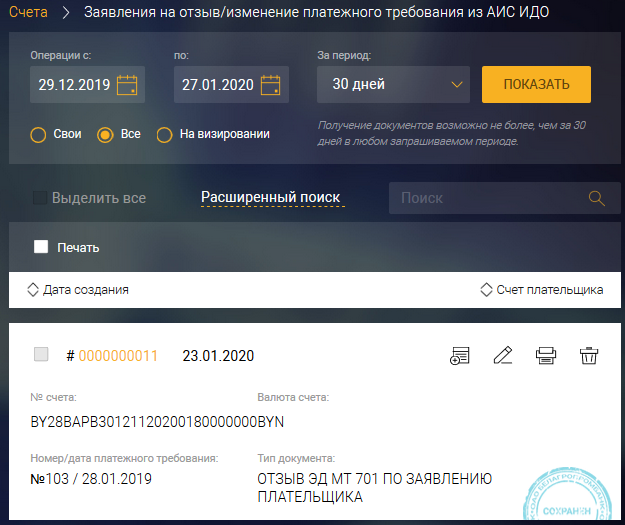 Счета > Заявления на отзыв/изменение платежного требования из АИС ИДО
Операции с: по: За период:
29.12.2019 27.01.2020 30 дней ПОКАЗАТЬ
Свои Все На визировании
Получение документов возможно не более, чем за 30
дней в любом запрашиваемом периоде.
Выделить все Расширенный поиск Поиск
Печать
Дата создания Счет плательщика
# 0000000011 23.01.2020
№ счета: Валюта счета:
BY28BAPB30121120200180000000BYN
Номер/дата платежного требования: Тип документа:
№103 / 28.01.2019 ОТЗЫВ ЭД МТ 701 ПО ЗАЯВЛЕНИЮ
ПЛАТЕЛЬЩИКА
СОХРАНЕН